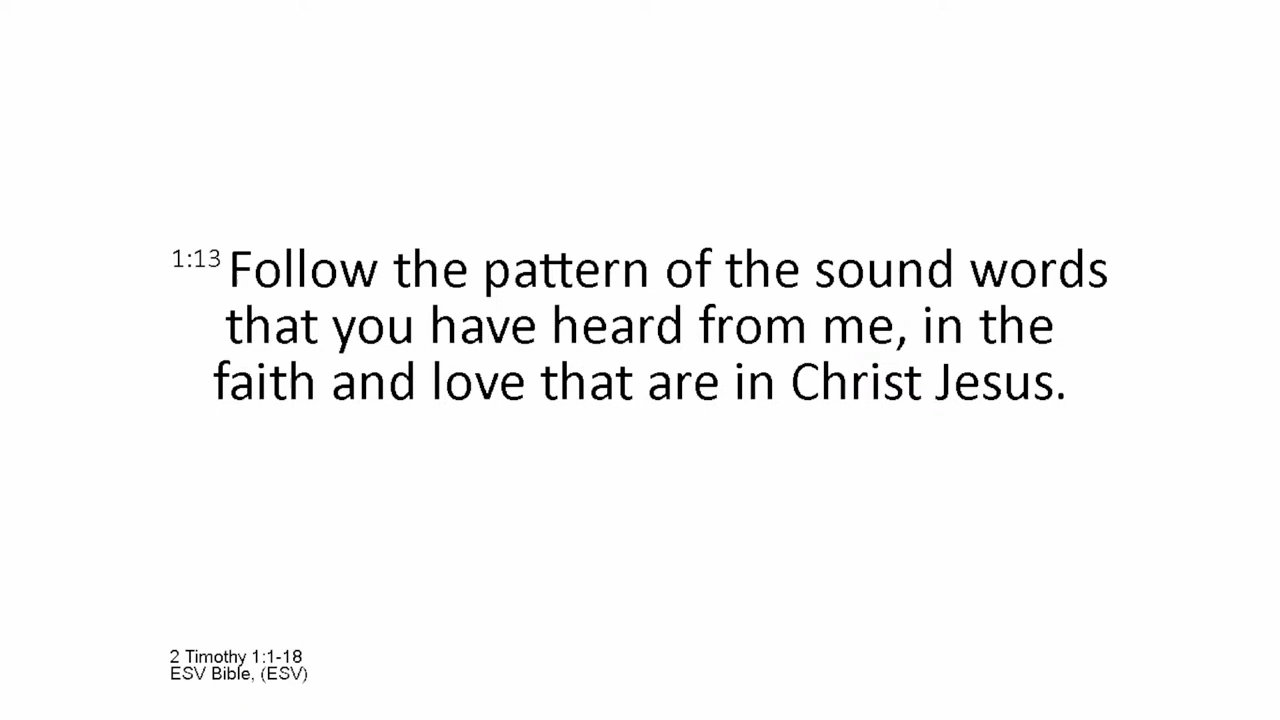 1:13 Follow the pattern of the sound words
that you have heard from me, in the
faith and love that are in Christ Jesus.
2 Timothy 1:1-18
ESV Bible, (ESV)